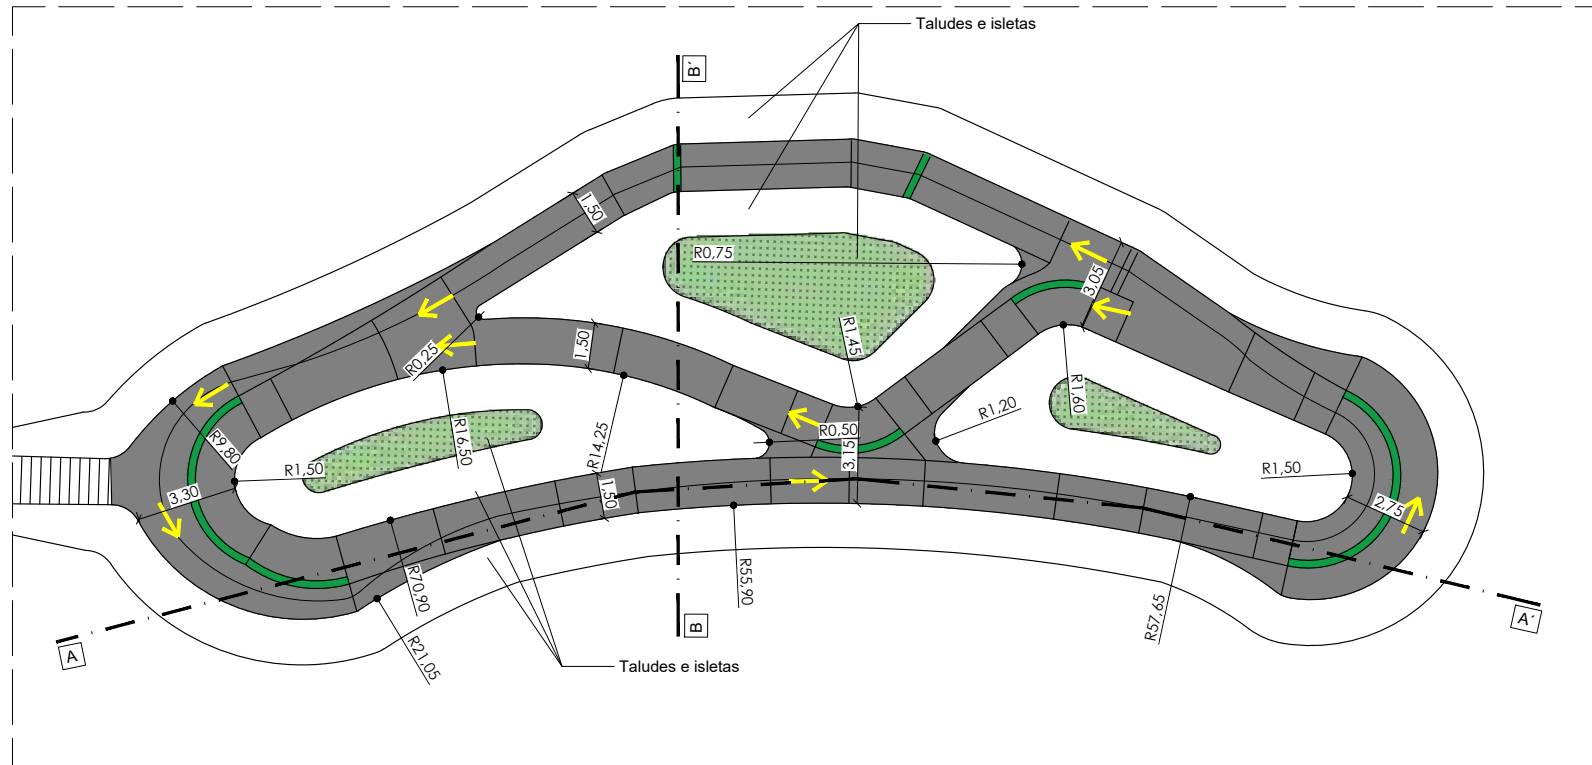 Taludes e isletas
B´
1,50
R0,75
3,05
R1,45
R0,25
1,50
R1,60
R1,20
R0,50
3,15
R16,50
R14,25
R9,80
R1,50
R1,50
3,30
1,50
2,75
R70,90
R55,90
R57,65
R21,05
A
B
A´
Taludes e isletas